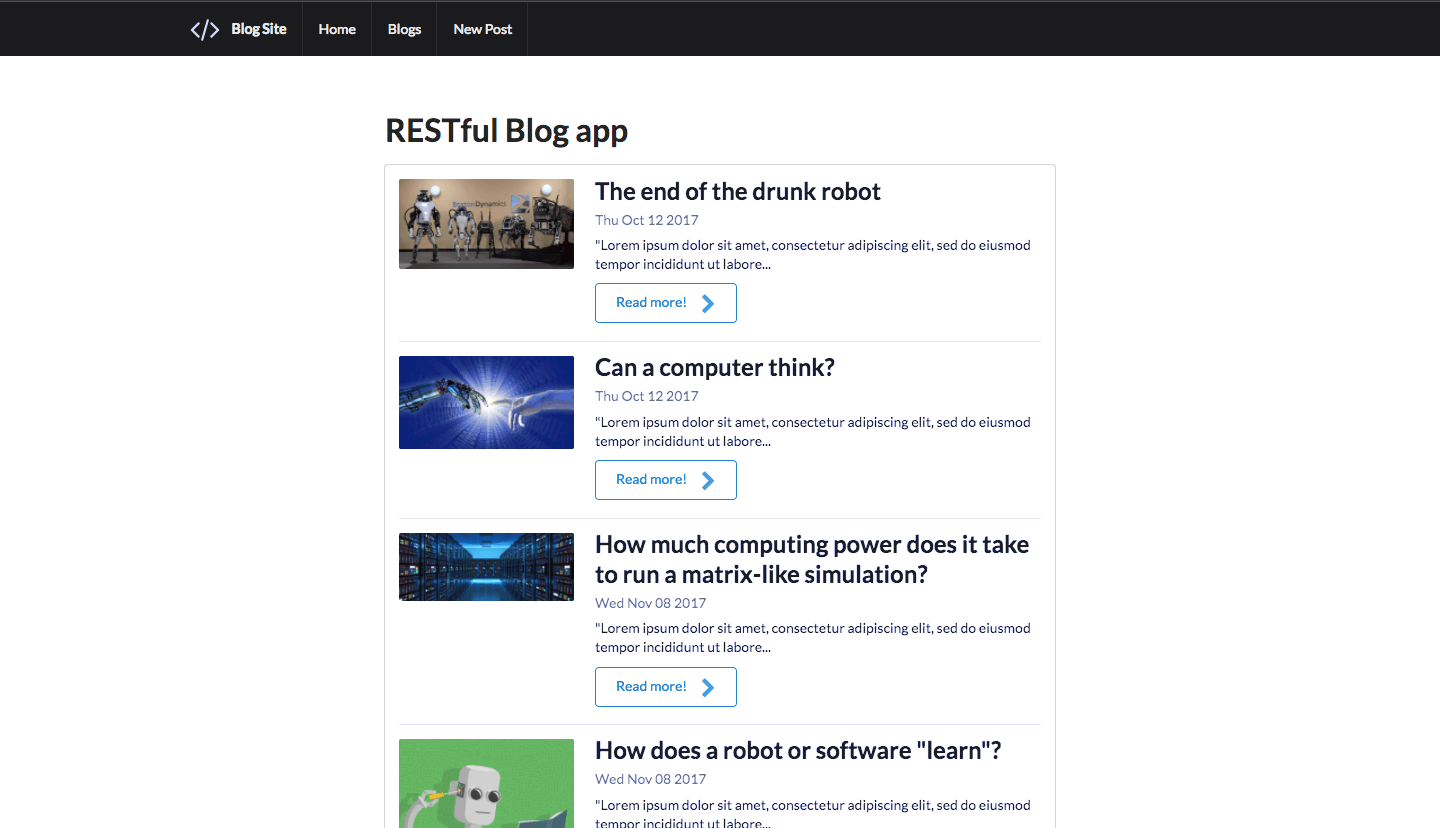 </> Blog Site Home Blogs New Post
RESTful Blog app
BostonDynamics
The end of the drunk robot
Thu Oct 12 2017
"Lorem ipsum dolor sit amet, consectetur adipiscing elit, sed do eiusmod
tempor incididunt ut labore...
Read more!
Can a computer think?
Thu Oct 12 2017
"Lorem ipsum dolor sit amet, consectetur adipiscing elit, sed do eiusmod
tempor incididunt ut labore...
Read more!
How much computing power does it take
to run a matrix-like simulation?
Wed Nov 08 2017
"Lorem ipsum dolor sit amet, consectetur adipiscing elit, sed do eiusmod
tempor incididunt ut labore...
Read more!
How does a robot or software "learn"?
Wed Nov 08 2017
"Lorem ipsum dolor sit amet, consectetur adipiscing elit, sed do eiusmod
tempor incididunt ut labore...